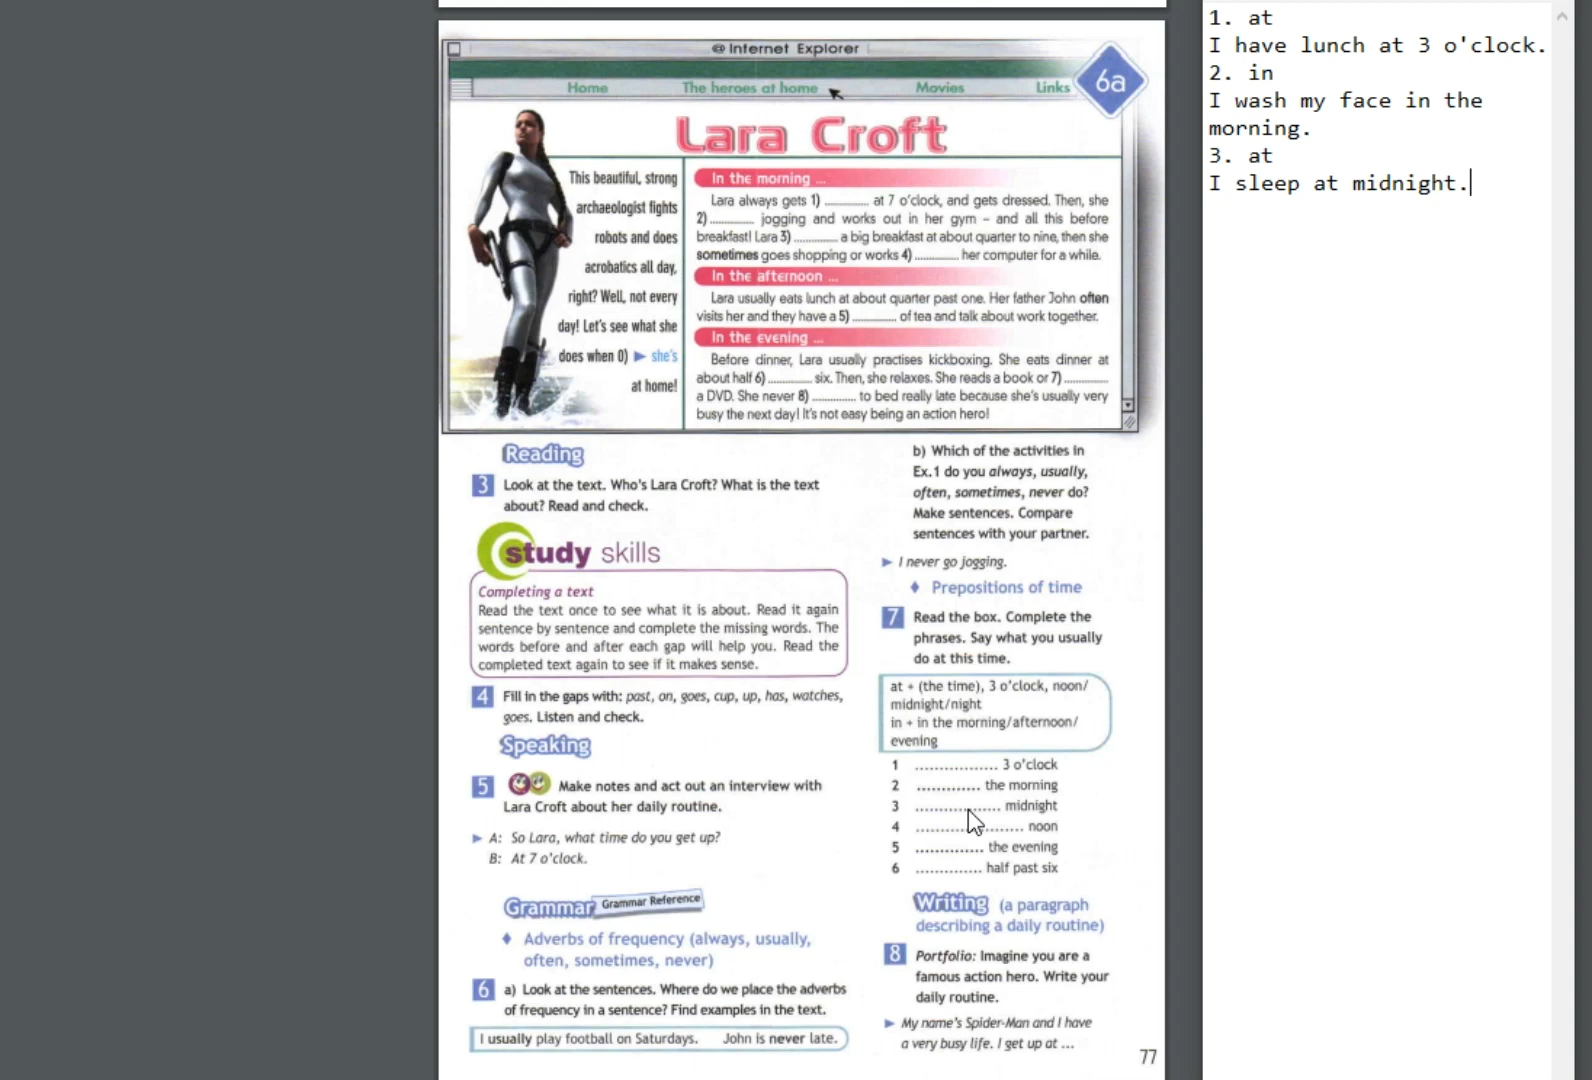 @ Internet Explorer
Home The heroes at home Movies Links
6a
Lara Croft
This beautiful, strong
archaeologist fights
robots and does
acrobatics all day,
right? Well, not every
day! Let's see what she
does when 0) ► she's
at home!
In the morning ...
Lara always gets 1) ............ at 7 o'clock, and gets dressed. Then, she
2) ............ jogging and works out in her gym – and all this before
breakfast! Lara 3) ............ a big breakfast at about quarter to nine, then she
sometimes goes shopping or works 4) ............ her computer for a while.
In the afternoon ...
Lara usually eats lunch at about quarter past one. Her father John often
visits her and they have a 5) ............ of tea and talk about work together.
In the evening ...
Before dinner, Lara usually practises kickboxing. She eats dinner at
about half 6) ............ six. Then, she relaxes. She reads a book or 7) ............
a DVD. She never 8) ............ to bed really late because she's usually very
busy the next day! It's not easy being an action hero!
Reading
3 Look at the text. Who's Lara Croft? What is the text
about? Read and check.
study skills
Completing a text
Read the text once to see what it is about. Read it again
sentence by sentence and complete the missing words. The
words before and after each gap will help you. Read the
completed text again to see if it makes sense.
4 Fill in the gaps with: past, on, goes, cup, up, has, watches,
goes. Listen and check.
Speaking
5 Make notes and act out an interview with
Lara Croft about her daily routine.
► A: So Lara, what time do you get up?
B: At 7 o'clock.
Grammar Grammar Reference
♦ Adverbs of frequency (always, usually,
often, sometimes, never)
6 a) Look at the sentences. Where do we place the adverbs
of frequency in a sentence? Find examples in the text.
I usually play football on Saturdays. John is never late.
b) Which of the activities in
Ex.1 do you always, usually,
often, sometimes, never do?
Make sentences. Compare
sentences with your partner.
► I never go jogging.
♦ Prepositions of time
7 Read the box. Complete the
phrases. Say what you usually
do at this time.
at + (the time), 3 o'clock, noon/
midnight/night
in + in the morning/afternoon/
evening
1 ................. 3 o'clock
2 ............. the morning
3 ................. midnight
4 ...................... noon
5 .............. the evening
6 .............. half past six
Writing (a paragraph
describing a daily routine)
8 Portfolio: Imagine you are a
famous action hero. Write your
daily routine.
► My name's Spider-Man and I have
a very busy life. I get up at ...
77
1. at
I have lunch at 3 o'clock.
2. in
I wash my face in the
morning.
3. at
I sleep at midnight.